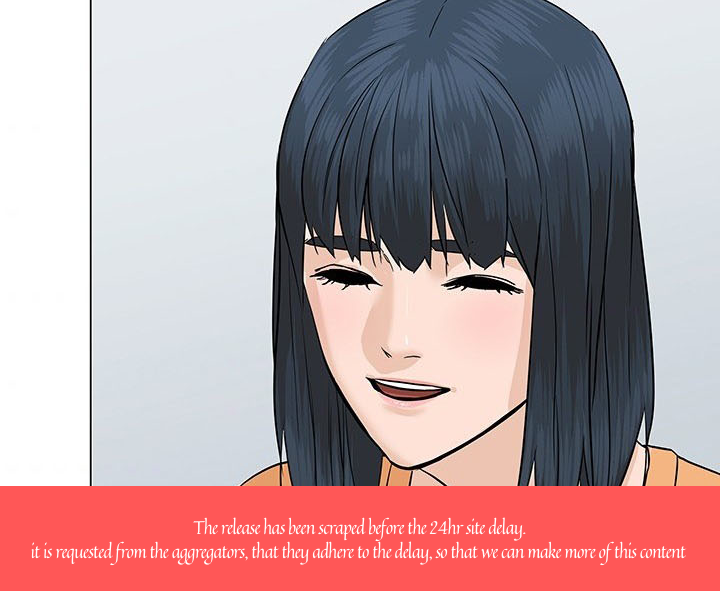 The release has been scraped before the 24hr site delay.
it is requested from the aggregators, that they adhere to the delay, so that we can make more of this content